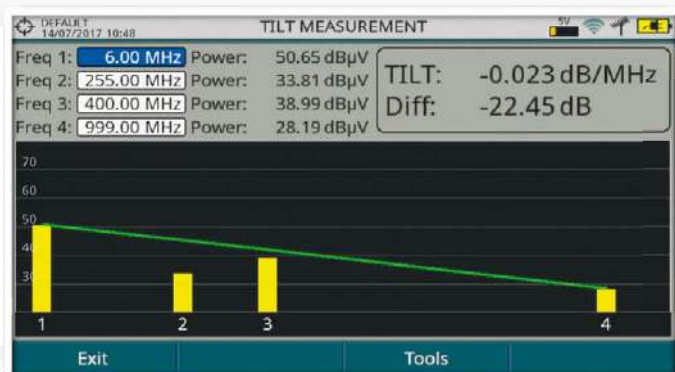 DEFAULT
14/07/2017 10:48
TILT MEASUREMENT
5V
Freq 1: 6.00 MHz Power: 50.65 dBµV
Freq 2: 255.00 MHz Power: 33.81 dBµV
Freq 3: 400.00 MHz Power: 38.99 dBµV
Freq 4: 999.00 MHz Power: 28.19 dBµV
TILT: -0.023 dB/MHz
Diff: -22.45 dB
70
60
50
40
30
1 2 3 4
Exit Tools